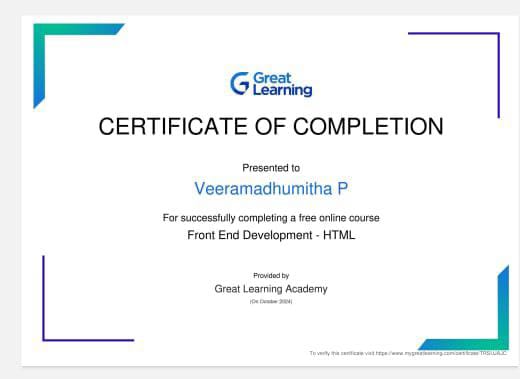 Great
Learning
CERTIFICATE OF COMPLETION
Presented to
Veeramadhumitha P
For successfully completing a free online course
Front End Development - HTML
Provided by
Great Learning Academy
(On October 2024)
To verify this certificate visit https://www.mygreatlearning.com/certificate/